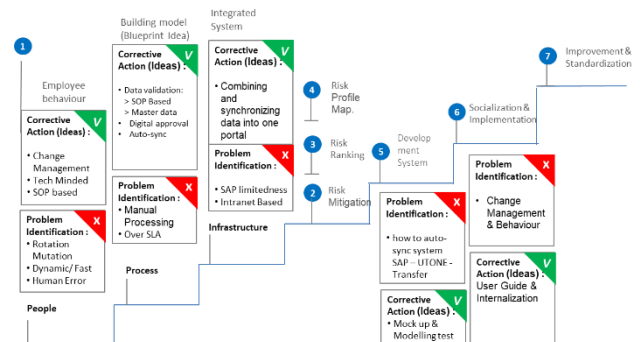 1
Employee
behaviour
Corrective
Action (Ideas) :
V
• Change
Management
• Tech Minded
• SOP based
Problem
Identification :
X
• Rotation
Mutation
• Dynamic/ Fast
• Human Error
People
Building model
(Blueprint Idea)
Corrective
Action (Ideas) :
V
• Data validation:
> SOP Based
> Master data
• Digital approval
• Auto-sync
Problem
Identification :
X
• Manual
Processing
• Over SLA
Process
Integrated
System
Corrective
Action (Ideas) :
V
• Combining
and
synchronizing
data into one
portal
Problem
Identification :
X
• SAP limitedness
• Intranet Based
Infrastructure
4
Risk
Profile
Map.
3
Risk
Ranking
2
Risk
Mitigation
5
Develop
ment
System
Problem
Identification :
X
• how to auto-
sync system
SAP – UTONE -
Transfer
Corrective
Action (Ideas) :
V
• Mock up &
Modelling test
6
Socialization &
Implementation
Problem
Identification :
X
• Change
Management
& Behaviour
Corrective
Action (Ideas) :
V
User Guide &
Internalization
7
Improvement &
Standardization